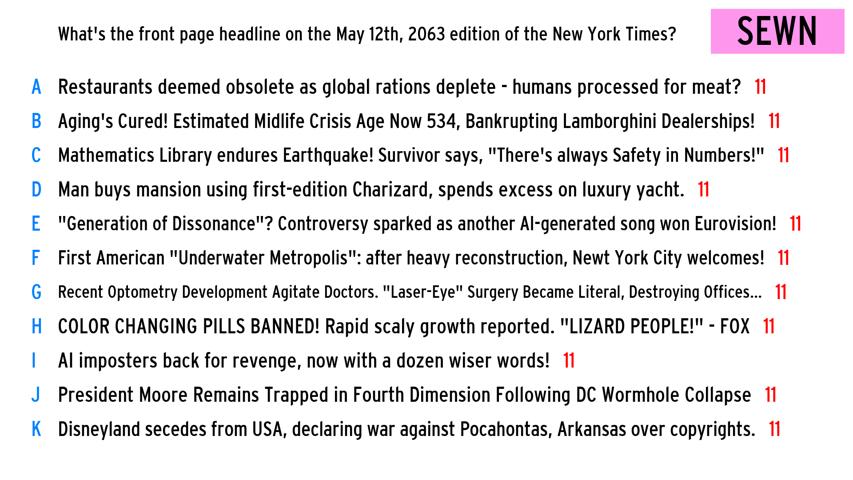 What's the front page headline on the May 12th, 2063 edition of the New York Times?
SEWN
A Restaurants deemed obsolete as global rations deplete - humans processed for meat? 11
B Aging's Cured! Estimated Midlife Crisis Age Now 534, Bankrupting Lamborghini Dealerships! 11
C Mathematics Library endures Earthquake! Survivor says, "There's always Safety in Numbers!" 11
D Man buys mansion using first-edition Charizard, spends excess on luxury yacht. 11
E "Generation of Dissonance"? Controversy sparked as another AI-generated song won Eurovision! 11
F First American "Underwater Metropolis": after heavy reconstruction, Newt York City welcomes! 11
G Recent Optometry Development Agitate Doctors. "Laser-Eye" Surgery Became Literal, Destroying Offices... 11
H COLOR CHANGING PILLS BANNED! Rapid scaly growth reported. "LIZARD PEOPLE!" - FOX 11
I AI imposters back for revenge, now with a dozen wiser words! 11
J President Moore Remains Trapped in Fourth Dimension Following DC Wormhole Collapse 11
K Disneyland secedes from USA, declaring war against Pocahontas, Arkansas over copyrights. 11